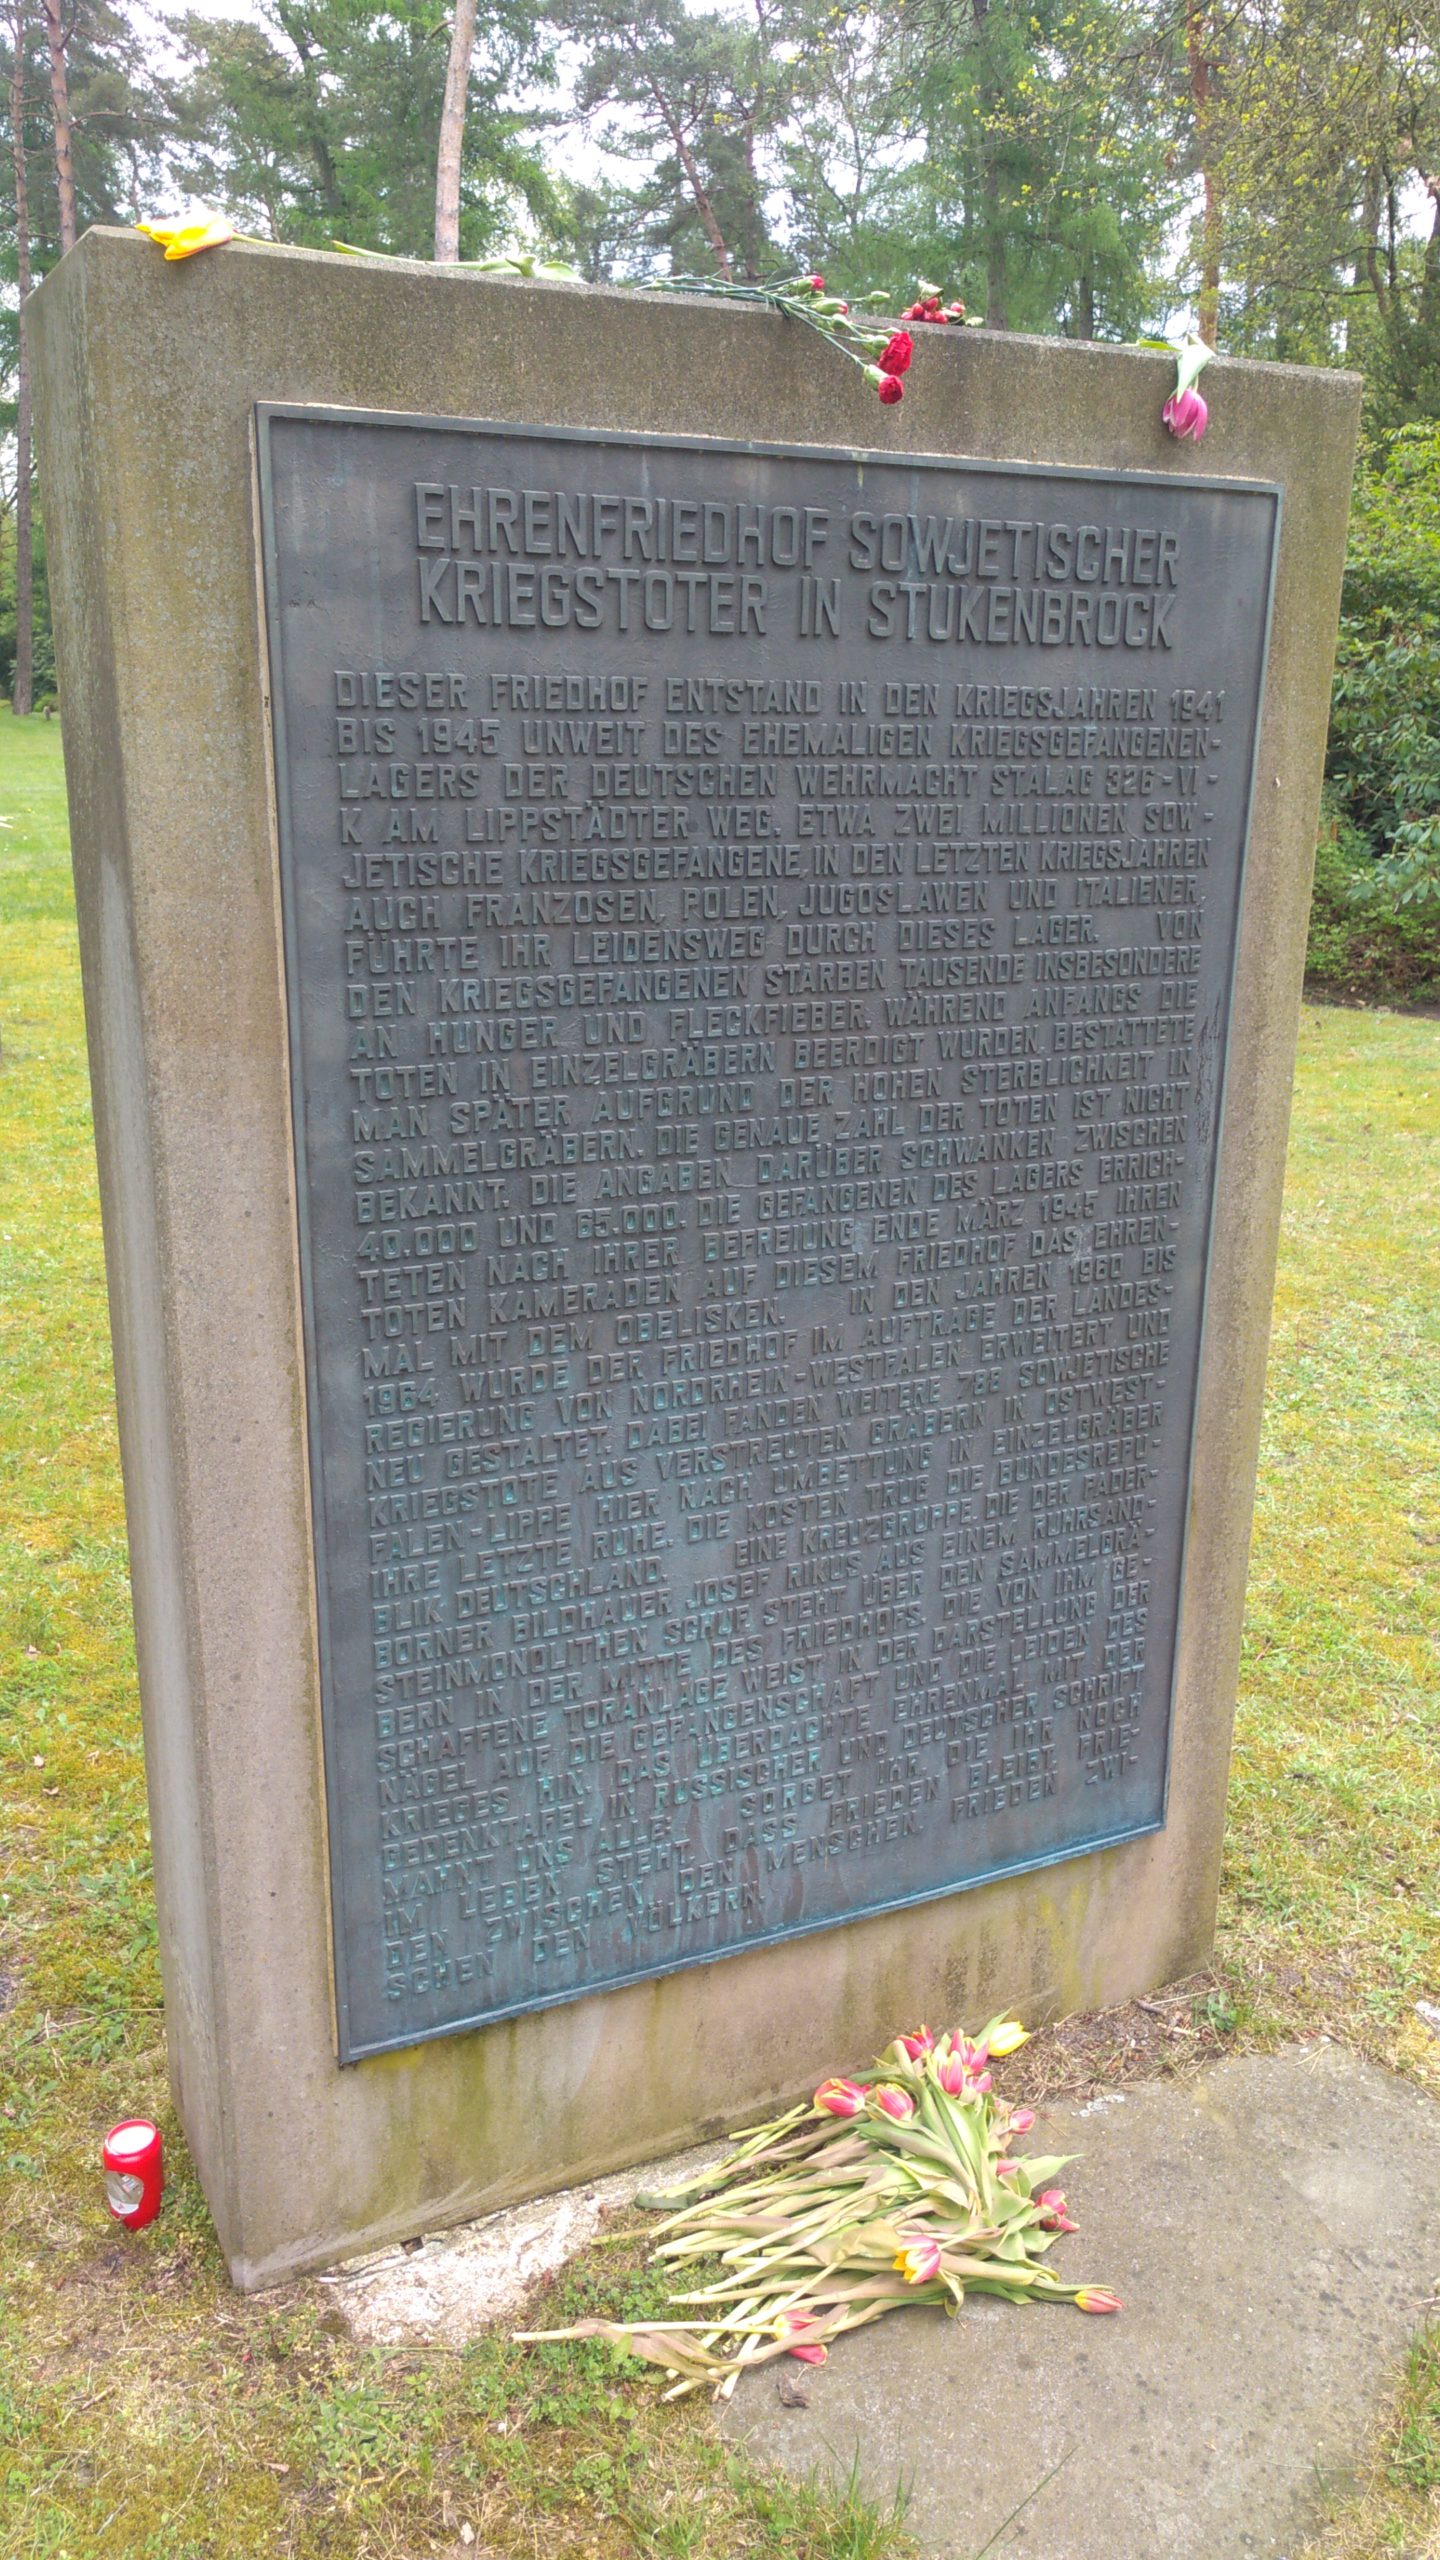 EHRENFRIEDHOF SOWJETISCHER
KRIEGSTOTER IN STUKENBROCK
DIESER FRIEDHOF ENTSTAND IN DEN KRIEGSJAHREN 1941
BIS 1945 UNWEIT DES EHEMALIGEN KRIEGSGEFANGENEN-
LAGERS DER DEUTSCHEN WEHRMACHT STALAG 326-VI-
K AM LIPPSTÄDTER WEG. ETWA ZWEI MILLIONEN SOW-
JETISCHE KRIEGSGEFANGENE, IN DEN LETZTEN KRIEGSJAHREN
AUCH FRANZOSEN, POLEN, JUGOSLAWEN UND ITALIENER,
FÜHRTE IHR LEIDENSWEG DURCH DIESES LAGER. VON
DEN KRIEGSGEFANGENEN STARBEN TAUSENDE INSBESONDERE
AN HUNGER UND FLECKFIEBER. WÄHREND ANFANGS DIE
TOTEN IN EINZELGRÄBERN BEERDIGT WURDEN, BESTATTETE
MAN SPÄTER AUFGRUND DER HOHEN STERBLICHKEIT IN
SAMMELGRÄBERN. DIE GENAUE ZAHL DER TOTEN IST NICHT
BEKANNT. DIE ANGABEN DARÜBER SCHWANKEN ZWISCHEN
40.000 UND 65.000. DIE GEFANGENEN DES LAGERS ERRICH-
TETEN NACH IHRER BEFREIUNG ENDE MÄRZ 1945 IHREN
TOTEN KAMERADEN AUF DIESEM FRIEDHOF DAS EHREN-
MAL MIT DEM OBELISKEN. IN DEN JAHREN 1960 BIS
1964 WURDE DER FRIEDHOF IM AUFTRAGE DER LANDES-
REGIERUNG VON NORDRHEIN-WESTFALEN ERWEITERT UND
NEU GESTALTET. DABEI FANDEN WEITERE 788 SOWJETISCHE
KRIEGSTOTE AUS VERSTREUTEN GRÄBERN IN OSTWEST-
FALEN-LIPPE HIER NACH UMBETTUNG IN EINZELGRÄBER
IHRE LETZTE RUHE. DIE KOSTEN TRUG DIE BUNDESREPU-
BLIK DEUTSCHLAND. EINE KREUZGRUPPE, DIE DER PADER-
BORNER BILDHAUER JOSEF RIKUS AUS EINEM RUHRSAND-
STEINMONOLITHEN SCHUF, STEHT ÜBER DEN SAMMELGRÄ-
BERN IN DER MITTE DES FRIEDHOFS. DIE VON IHM GE-
SCHAFFENE TORANLAGE WEIST IN DER DARSTELLUNG DER
NÄGEL AUF DIE GEFANGENSCHAFT UND DIE LEIDEN DES
KRIEGES HIN. DAS ÜBERDACHTE EHRENMAL MIT DER
GEDENKTAFEL IN RUSSISCHER UND DEUTSCHER SCHRIFT
MAHNT UNS ALLE: SORGET IHR, DIE IHR NOCH
IM LEBEN STEHT, DASS FRIEDEN BLEIBT, FRIE-
DEN ZWISCHEN DEN MENSCHEN, FRIEDEN ZWI-
SCHEN DEN VÖLKERN.